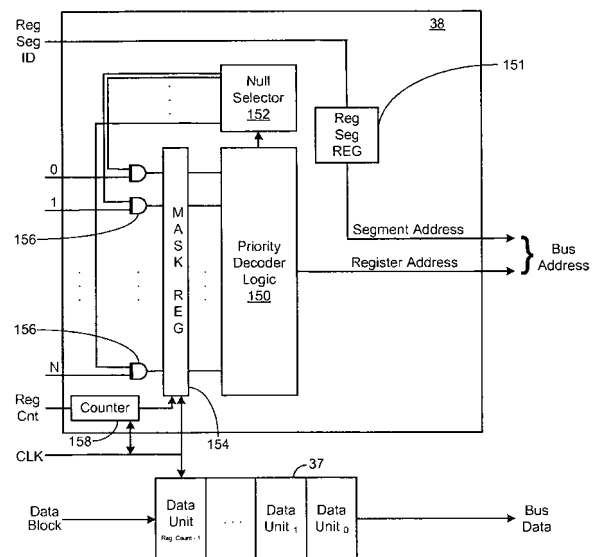 Reg
Seg
ID
38
151
Null
Selector
152
Reg
Seg
REG
0
1
156
MASK REG
Priority
Decoder
Logic
150
Segment Address
Register Address
} Bus
Address
. . .
156
N
Reg
Cnt
Counter
158
154
CLK
37
Data
Block
Data
Unit
Reg. Count - 1
. . .
Data
Unit 1
Data
Unit 0
Bus
Data